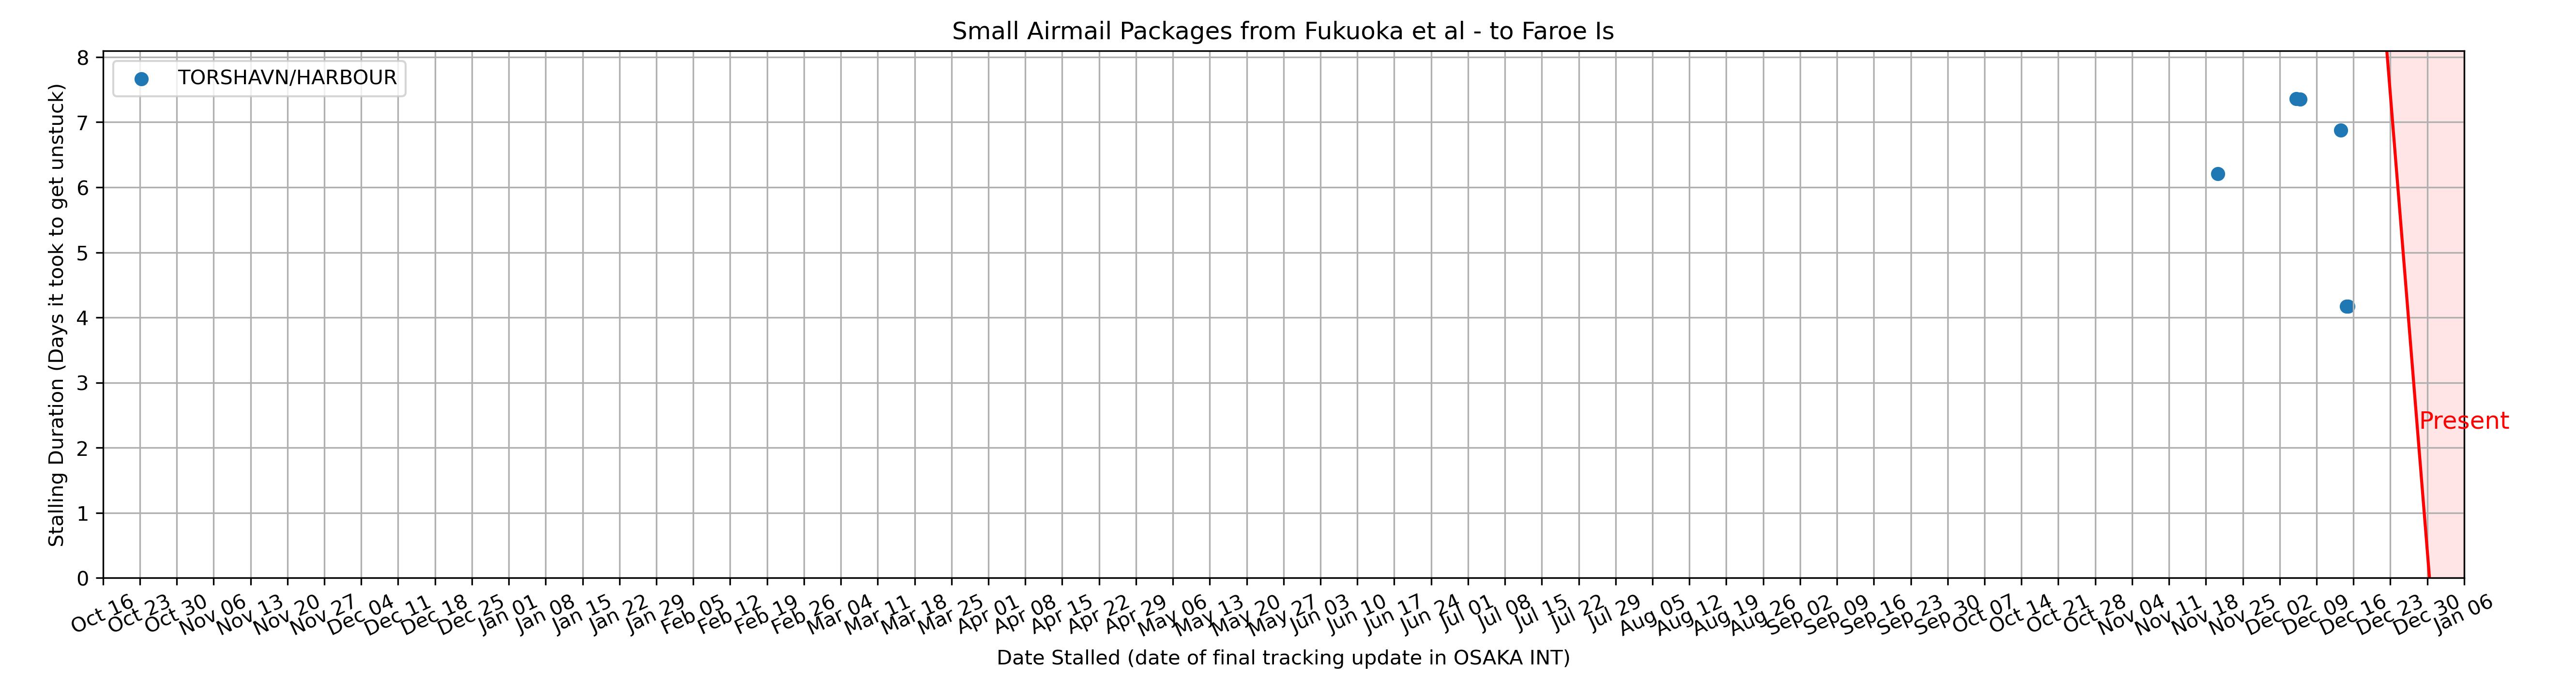 Small Airmail Packages from Fukuoka et al - to Faroe Is
TORSHAVN/HARBOUR
Stalling Duration (Days it took to get unstuck)
8
7
6
5
4
3
2
1
0
Present
Oct 16 Oct 23 Oct 30 Nov 06 Nov 13 Nov 20 Nov 27 Dec 04 Dec 11 Dec 18 Dec 25 Jan 01 Jan 08 Jan 15 Jan 22 Jan 29 Feb 05 Feb 12 Feb 19 Feb 26 Mar 04 Mar 11 Mar 18 Mar 25 Apr 01 Apr 08 Apr 15 Apr 22 Apr 29 May 06 May 13 May 20 May 27 Jun 03 Jun 10 Jun 17 Jun 24 Jul 01 Jul 08 Jul 15 Jul 22 Jul 29 Aug 05 Aug 12 Aug 19 Aug 26 Sep 02 Sep 09 Sep 16 Sep 23 Sep 30 Oct 07 Oct 14 Oct 21 Oct 28 Nov 04 Nov 11 Nov 18 Nov 25 Dec 02 Dec 09 Dec 16 Dec 23 Dec 30 Jan 06
Date Stalled (date of final tracking update in OSAKA INT)